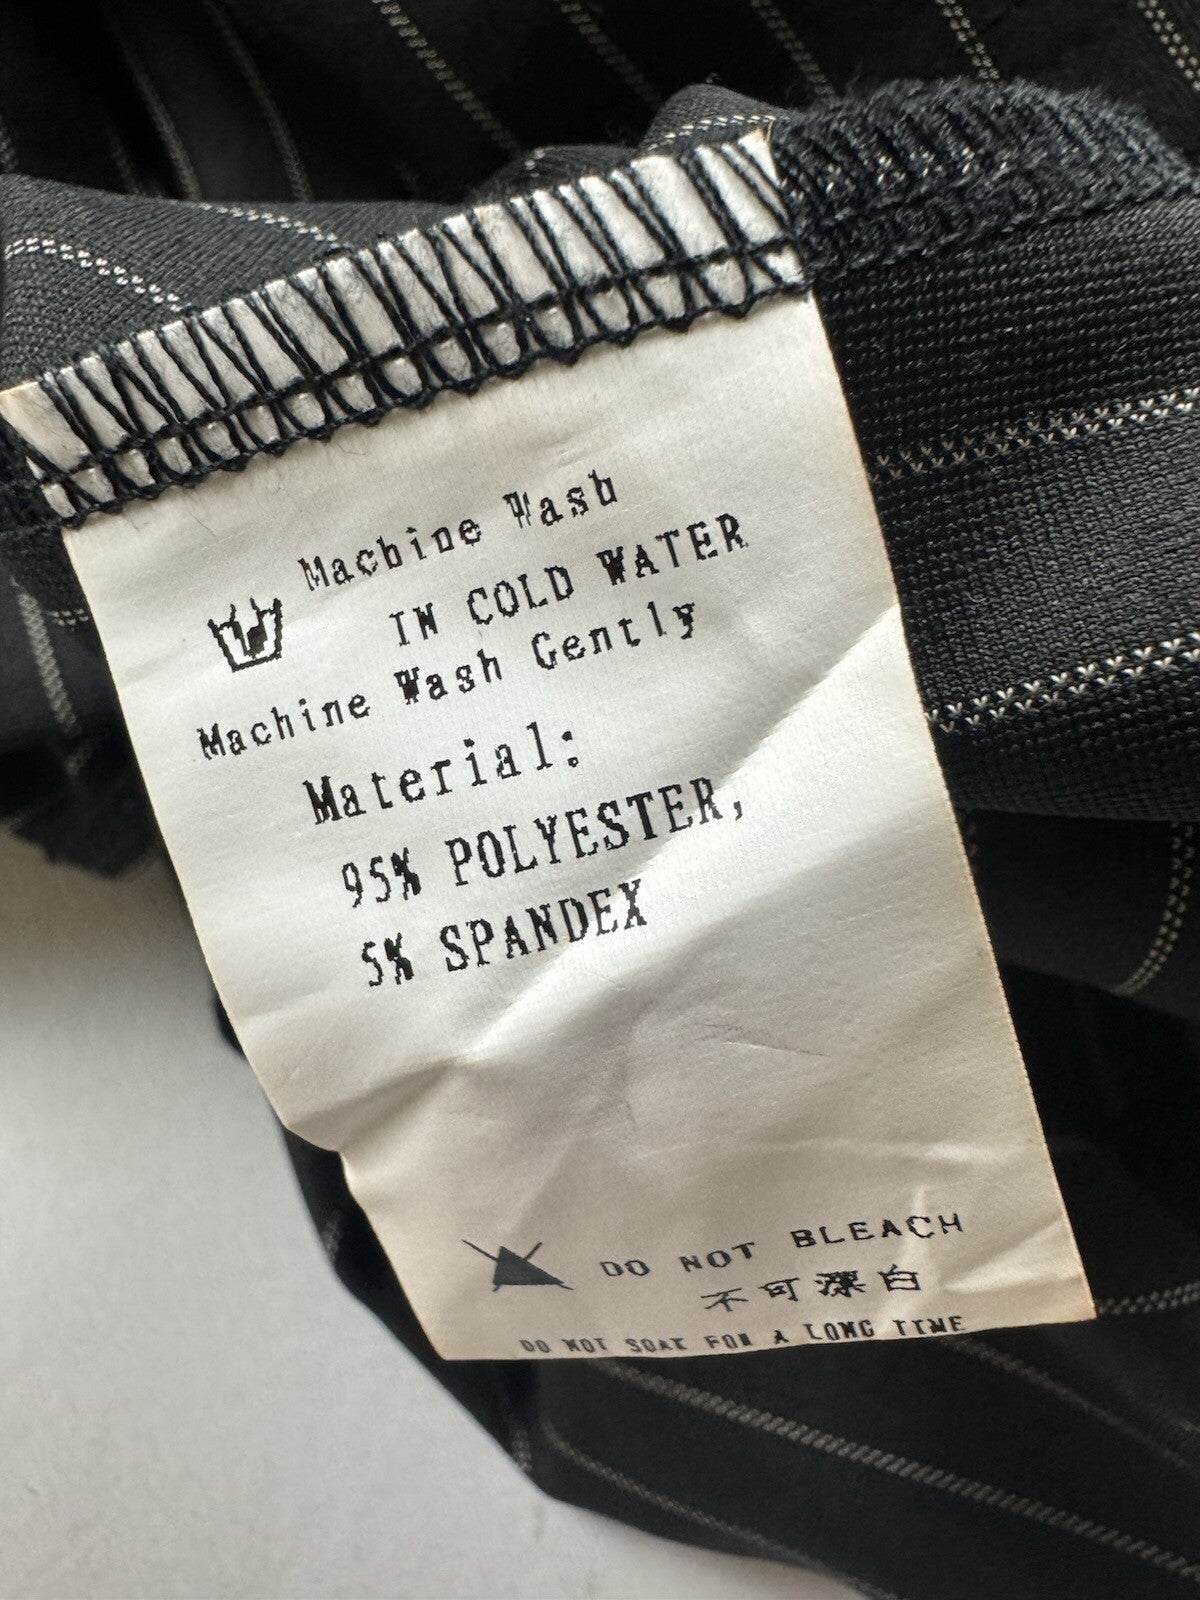 Machine Wash
IN COLD WATER
Machine Wash Gently
Material:
95% POLYESTER,
5% SPANDEX
DO NOT BLEACH
不可漂白
DO NOT SOAK FOR A LONG TIME